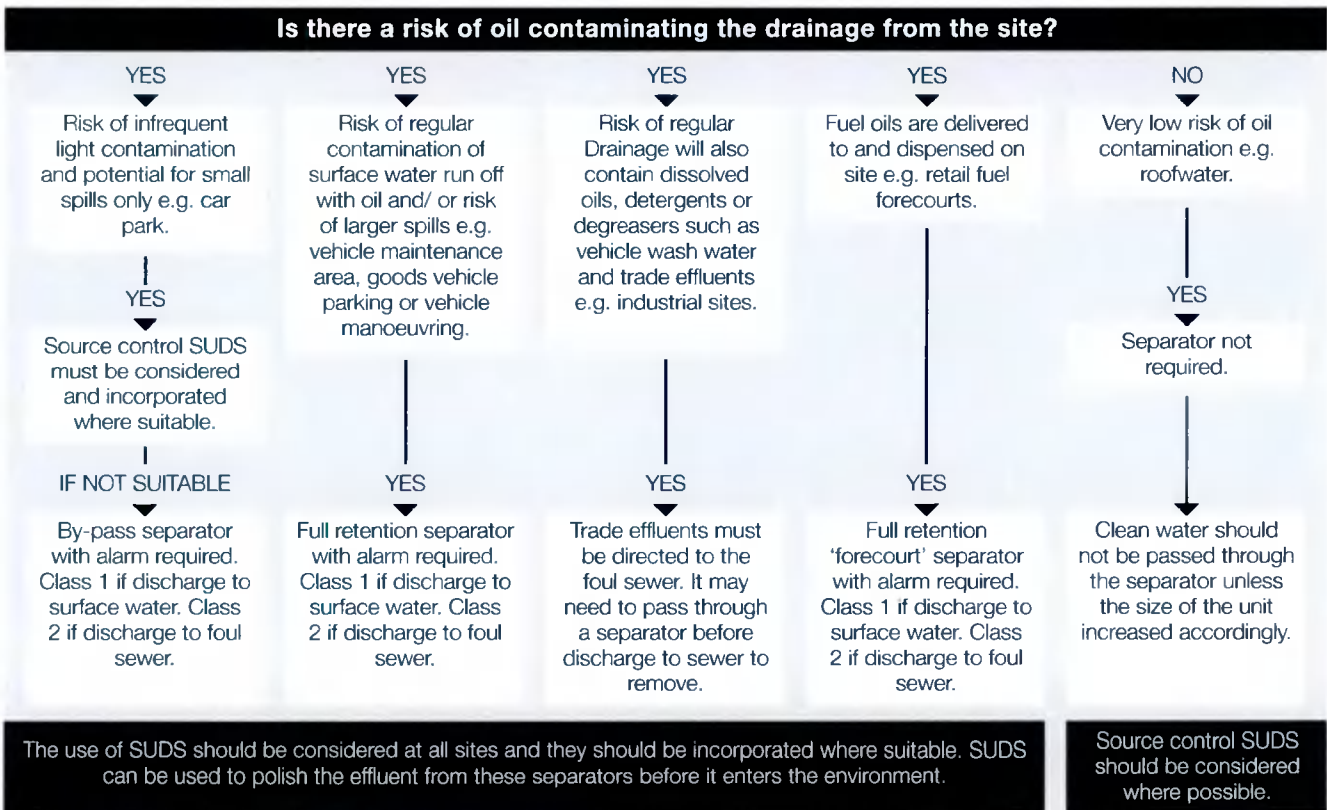 Is there a risk of oil contaminating the drainage from the site?
YES
Risk of infrequent
light contamination
and potential for small
spills only e.g. car
park.
YES
Source control SUDS
must be considered
and incorporated
where suitable.
IF NOT SUITABLE
By-pass separator
with alarm required.
Class 1 if discharge to
surface water. Class
2 if discharge to foul
sewer.
YES
Risk of regular
contamination of
surface water run off
with oil and/ or risk
of larger spills e.g.
vehicle maintenance
area, goods vehicle
parking or vehicle
manoeuvring.
YES
Full retention separator
with alarm required.
Class 1 if discharge to
surface water. Class
2 if discharge to foul
sewer.
YES
Risk of regular
Drainage will also
contain dissolved
oils, detergents or
degreasers such as
vehicle wash water
and trade effluents
e.g. industrial sites.
YES
Trade effluents must
be directed to the
foul sewer. It may
need to pass through
a separator before
discharge to sewer to
remove.
YES
Fuel oils are delivered
to and dispensed on
site e.g. retail fuel
forecourts.
YES
Full retention
‘forecourt’ separator
with alarm required.
Class 1 if discharge to
surface water. Class
2 if discharge to foul
sewer.
NO
Very low risk of oil
contamination e.g.
roofwater.
YES
Separator not
required.
Clean water should
not be passed through
the separator unless
the size of the unit
increased accordingly.
The use of SUDS should be considered at all sites and they should be incorporated where suitable. SUDS
can be used to polish the effluent from these separators before it enters the environment.
Source control SUDS
should be considered
where possible.